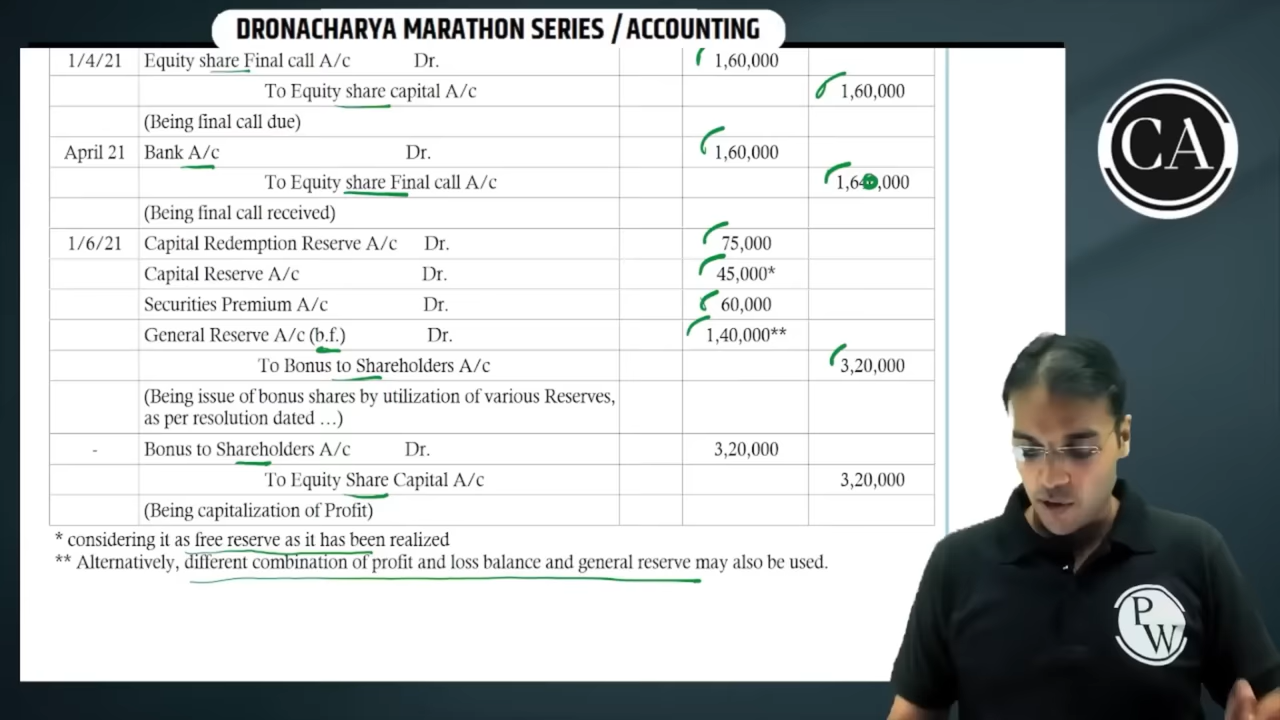 DRONACHARYA MARATHON SERIES / ACCOUNTING
1/4/21 Equity share Final call A/c Dr. 1,60,000
To Equity share capital A/c 1,60,000
(Being final call due)
April 21 Bank A/c Dr. 1,60,000
To Equity share Final call A/c 1,6 ,000
(Being final call received)
1/6/21 Capital Redemption Reserve A/c Dr. 75,000
Capital Reserve A/c Dr. 45,000*
Securities Premium A/c Dr. 60,000
General Reserve A/c (b.f.) Dr. 1,40,000**
To Bonus to Shareholders A/c 3,20,000
(Being issue of bonus shares by utilization of various Reserves,
as per resolution dated …)
- Bonus to Shareholders A/c Dr. 3,20,000
To Equity Share Capital A/c 3,20,000
(Being capitalization of Profit)
* considering it as free reserve as it has been realized
** Alternatively, different combination of profit and loss balance and general reserve may also be used.
CA
PW